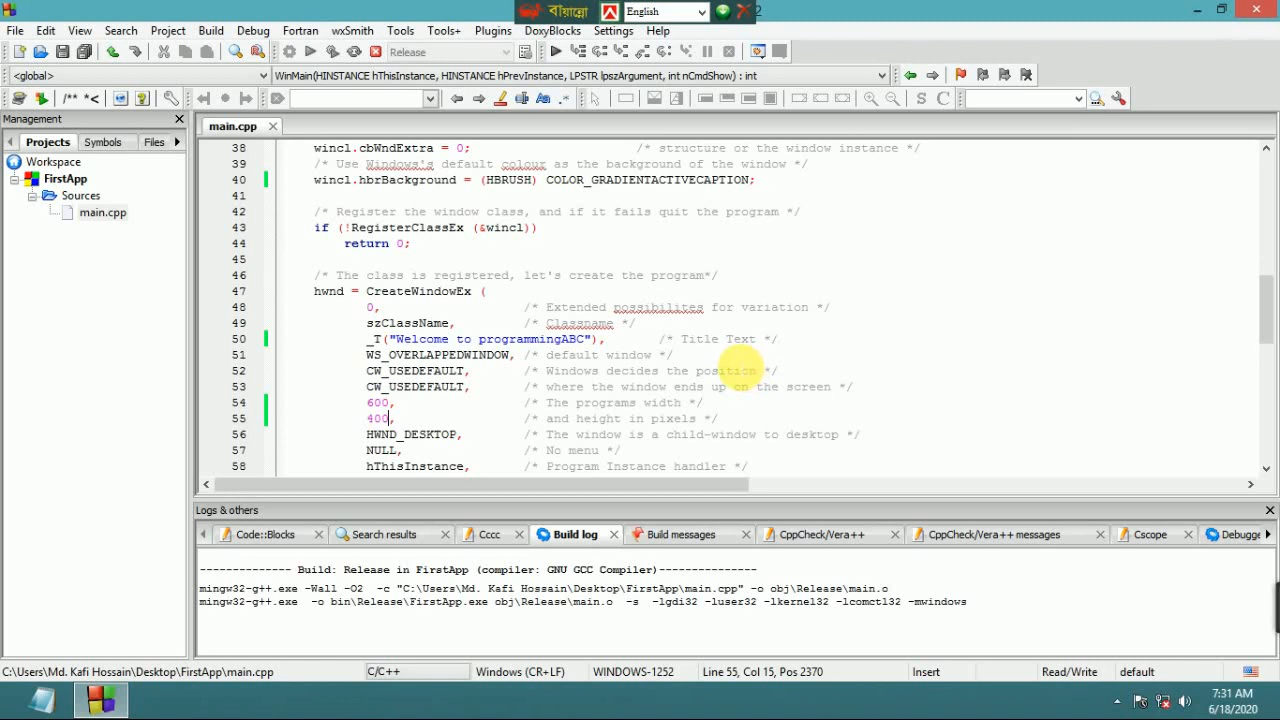 বাঁয়ান্নো English
File Edit View Search Project Build Debug Fortran wxSmith Tools Tools+ Plugins DoxyBlocks Settings Help
Release
<global> WinMain(HINSTANCE hThisInstance, HINSTANCE hPrevInstance, LPSTR lpszArgument, int nCmdShow) : int
/** *<
S C
Management
main.cpp
Projects Symbols Files
Workspace
FirstApp
Sources
main.cpp
38 wincl.cbWndExtra = 0; /* structure or the window instance */
39 /* Use Windows's default colour as the background of the window */
40 wincl.hbrBackground = (HBRUSH) COLOR_GRADIENTACTIVECAPTION;
41
42 /* Register the window class, and if it fails quit the program */
43 if (!RegisterClassEx (&wincl))
44 return 0;
45
46 /* The class is registered, let's create the program*/
47 hwnd = CreateWindowEx (
48 0, /* Extended possibilites for variation */
49 szClassName, /* Classname */
50 _T("Welcome to programmingABC"), /* Title Text */
51 WS_OVERLAPPEDWINDOW, /* default window */
52 CW_USEDEFAULT, /* Windows decides the position */
53 CW_USEDEFAULT, /* where the window ends up on the screen */
54 600, /* The programs width */
55 400, /* and height in pixels */
56 HWND_DESKTOP, /* The window is a child-window to desktop */
57 NULL, /* No menu */
58 hThisInstance, /* Program Instance handler */
Logs & others
Code::Blocks Search results Cccc Build log Build messages CppCheck/Vera++ CppCheck/Vera++ messages Cscope Debugge
-------------- Build: Release in FirstApp (compiler: GNU GCC Compiler)---------------
mingw32-g++.exe -Wall -O2 -c "C:\Users\Md. Kafi Hossain\Desktop\FirstApp\main.cpp" -o obj\Release\main.o
mingw32-g++.exe -o bin\Release\FirstApp.exe obj\Release\main.o -s -lgdi32 -luser32 -lkernel32 -lcomctl32 -mwindows
C:\Users\Md. Kafi Hossain\Desktop\FirstApp\main.cpp C/C++ Windows (CR+LF) WINDOWS-1252 Line 55, Col 15, Pos 2370 Insert Read/Write default
7:31 AM
6/18/2020